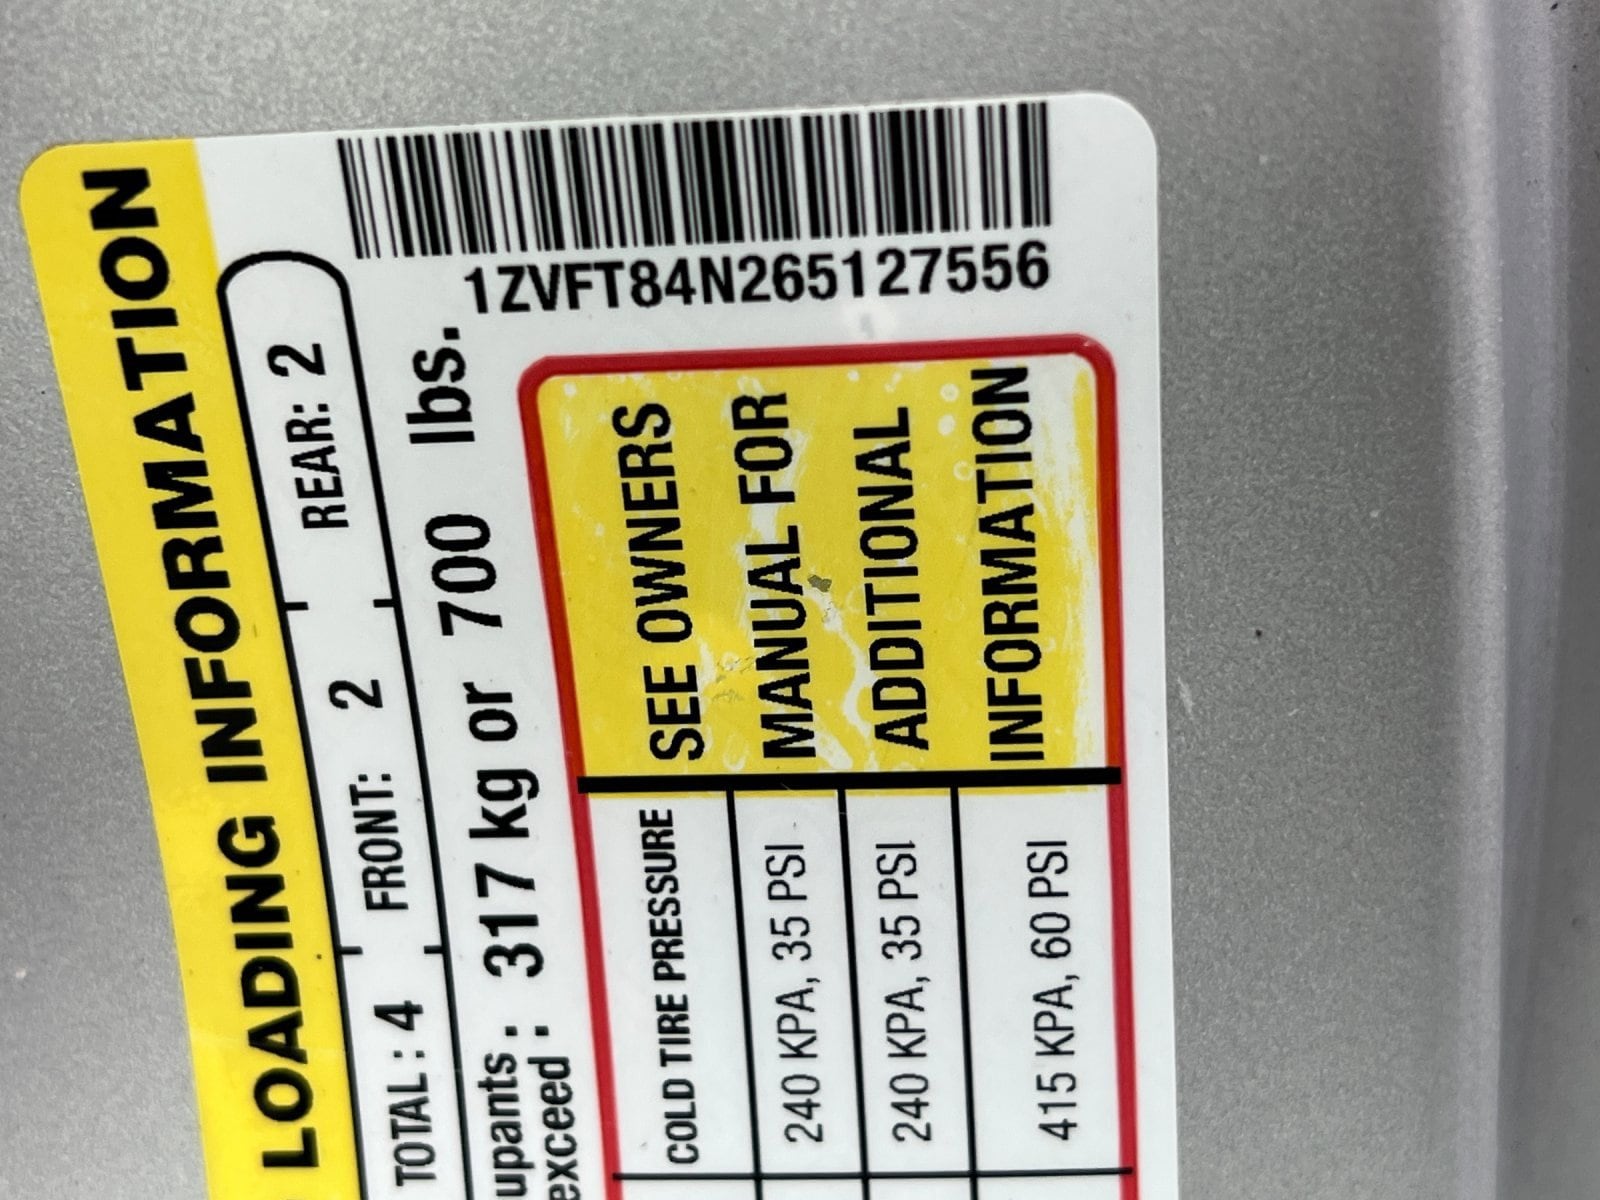 1ZVFT84N265127556
LOADING INFORMATION
TOTAL : 4 FRONT: 2 REAR: 2
upants : 317 kg or 700 lbs.
exceed :
COLD TIRE PRESSURE
240 KPA, 35 PSI
240 KPA, 35 PSI
415 KPA, 60 PSI
SEE OWNERS
MANUAL FOR
ADDITIONAL
INFORMATION